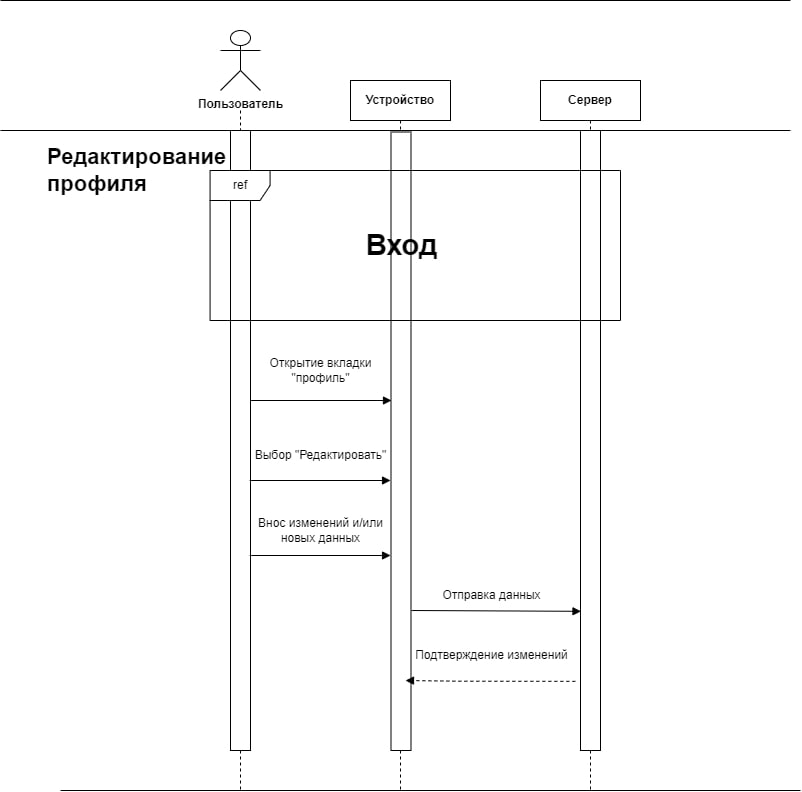 Пользователь
Устройство
Сервер
Редактирование
профиля
ref
Вход
Открытие вкладки
"профиль"
Выбор "Редактировать"
Внос изменений и/или
новых данных
Отправка данных
Подтверждение изменений